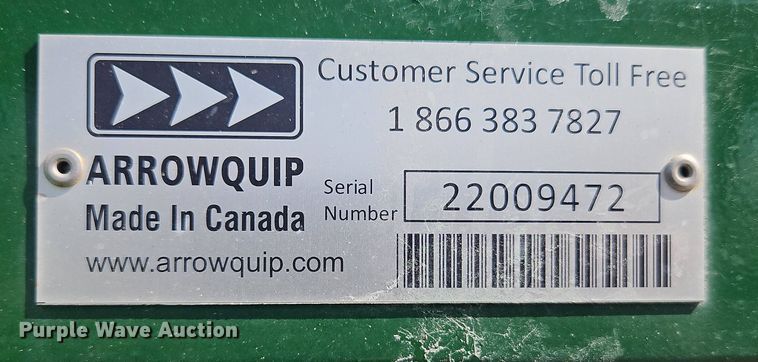 Customer Service Toll Free
1 866 383 7827
ARROWQUIP
Made In Canada
www.arrowquip.com
Serial
Number
22009472
Purple Wave Auction